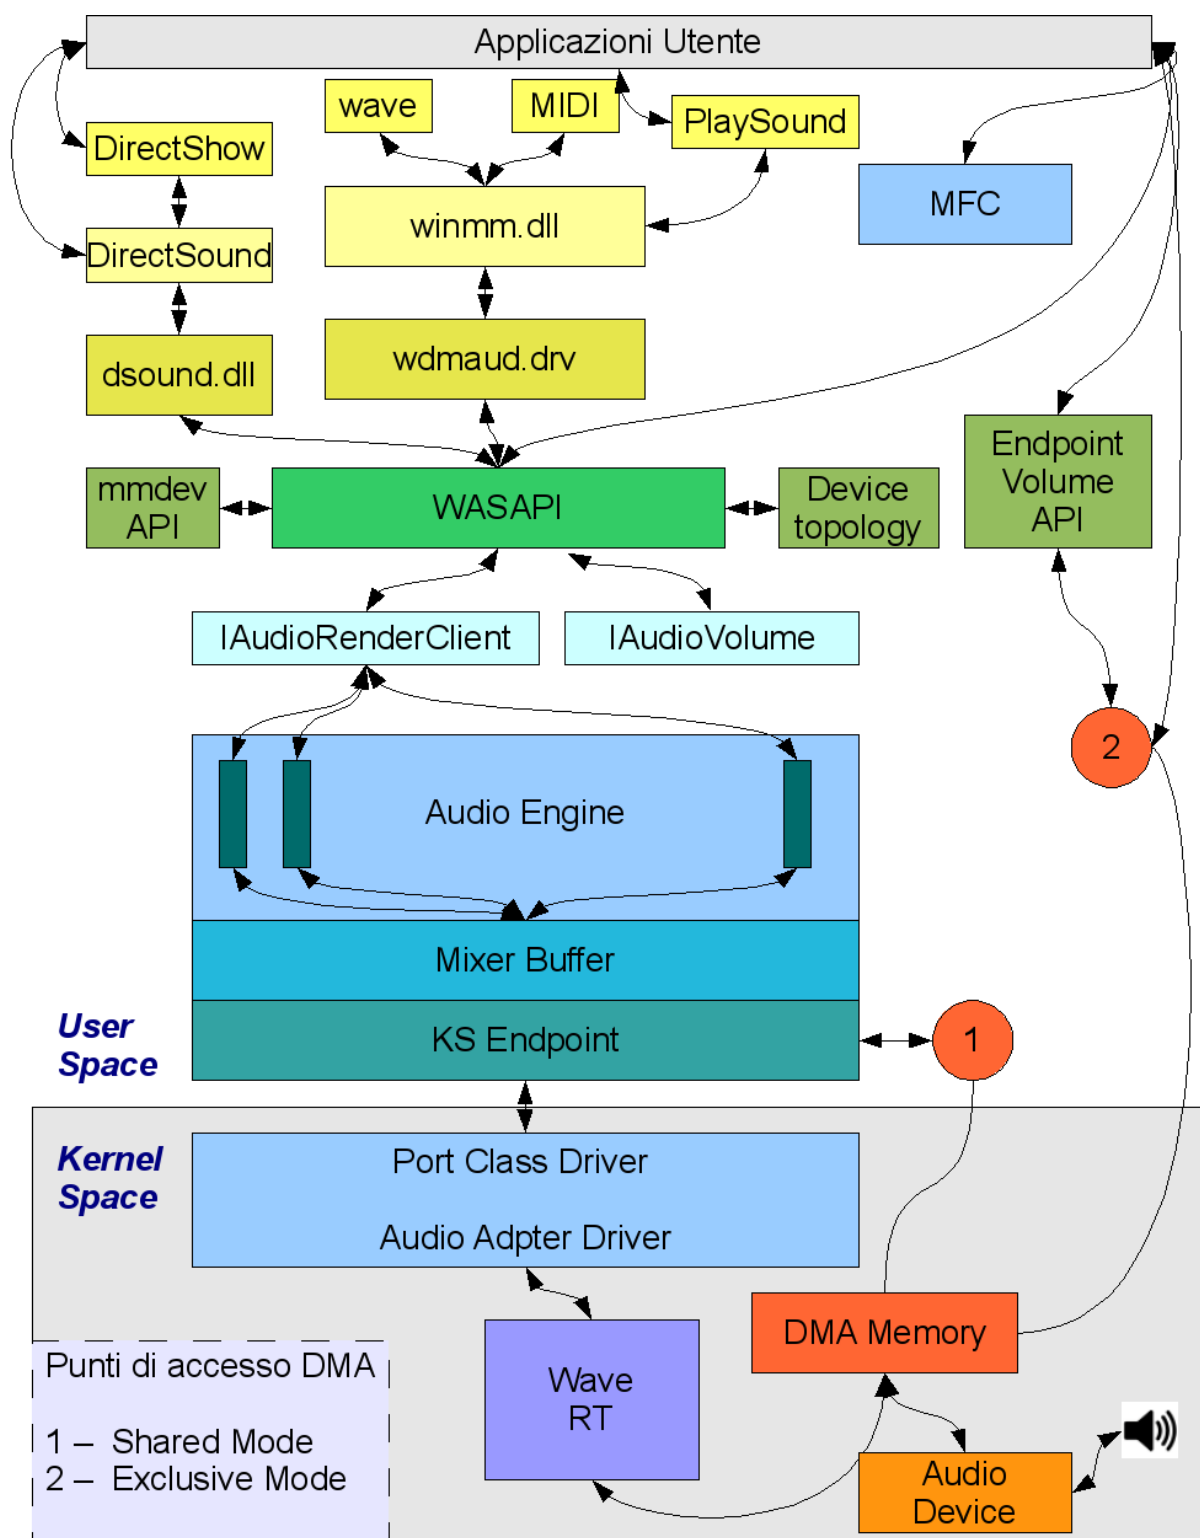 Applicazioni Utente
wave
MIDI
PlaySound
DirectShow
MFC
winmm.dll
DirectSound
dsound.dll
wdmaud.drv
Endpoint
Volume
API
mmdev
API
WASAPI
Device
topology
IAudioRenderClient
IAudioVolume
2
Audio Engine
Mixer Buffer
User
Space
KS Endpoint
1
Kernel
Space
Port Class Driver
Audio Adpter Driver
DMA Memory
Wave
RT
Punti di accesso DMA
1 – Shared Mode
2 – Exclusive Mode
Audio
Device